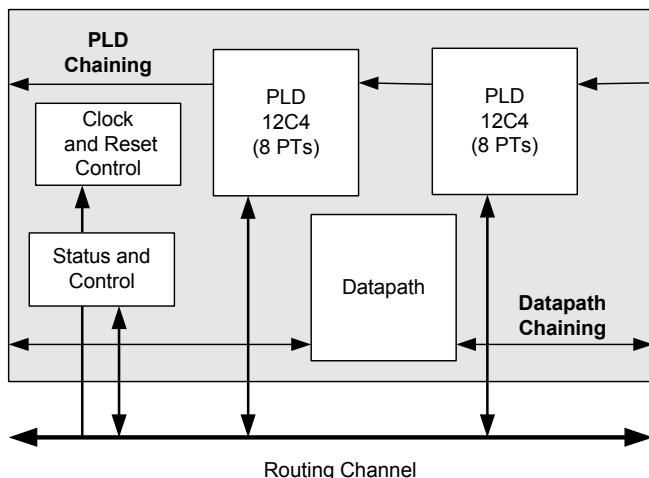 PLD
Chaining
PLD
12C4
(8 PTs)
PLD
12C4
(8 PTs)
Clock
and Reset
Control
Status and
Control
Datapath
Datapath
Chaining
Routing Channel